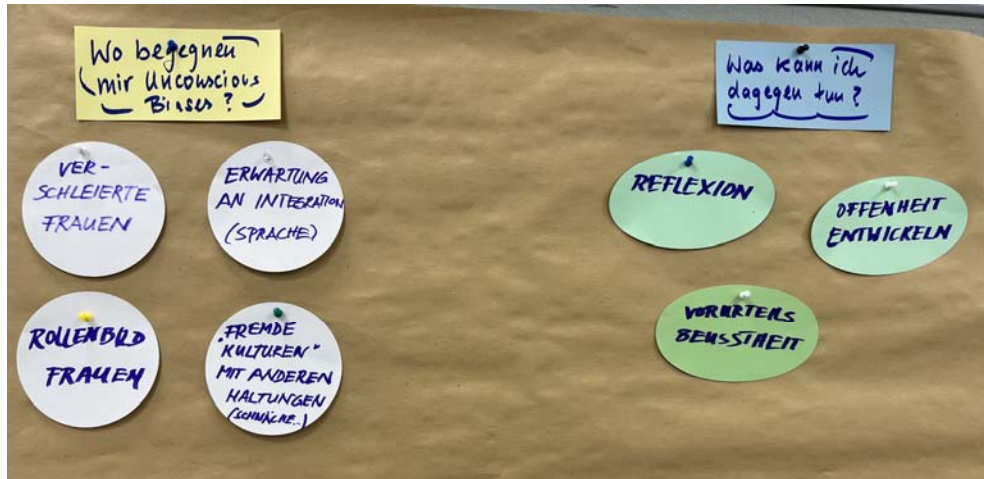 Wo begegnen
mir Unconscious
Biases ?
VER-
SCHLEIERTE
FRAUEN
ERWARTUNG
AN INTEGRATION
(SPRACHE)
ROLLENBILD
FRAUEN
"FREMDE
KULTUREN"
MIT ANDEREN
HALTUNGEN
Was kann ich
dagegen tun ?
REFLEXION
OFFENHEIT
ENTWICKELN
VORURTEILS
BEUSSTHEIT